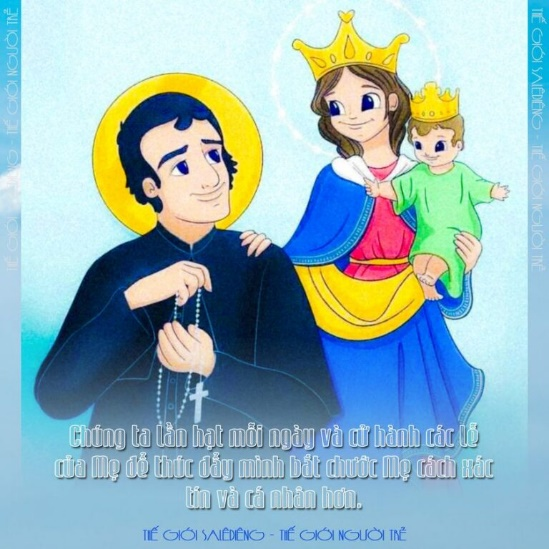 Chúng ta lần hạt mỗi ngày và cử hành các lễ
của Mẹ để thúc đẩy mình bắt chước Mẹ cách xác
tín và cá nhân hơn.
THẾ GIỚI SALÊDIÊNG - THẾ GIỚI NGƯỜI TRẺ
THẾ GIỚI SALÊDIÊNG - THẾ GIỚI NGƯỜI TRẺ
THẾ GIỚI SALÊDIÊNG - THẾ GIỚI NGƯỜI TRẺ